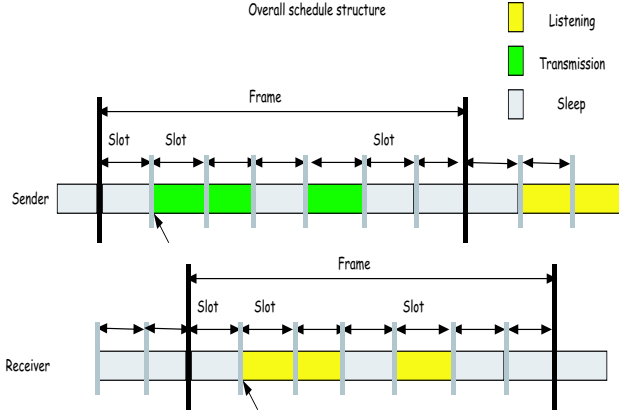 Overall schedule structure
Listening
Transmission
Sleep
Frame
Slot Slot Slot
Sender
Frame
Slot Slot Slot
Receiver